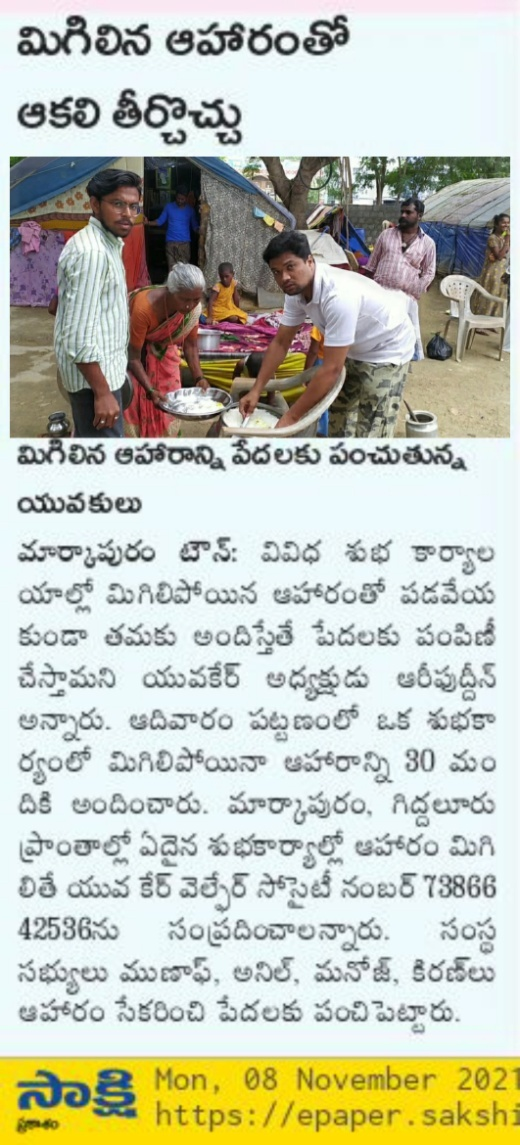 మిగిలిన ఆహారంతో
ఆకలి తీర్చొచ్చు
మిగిలిన ఆహారాన్ని పేదలకు పంచుతున్న
యువకులు
మార్కాపురం టౌన్: వివిధ శుభ కార్యాల
యాల్లో మిగిలిపోయిన ఆహారంతో పడవేయ
కుండా తమకు అందిస్తేతే పేదలకు పంపిణీ
చేస్తామని యువకేర్ అధ్యక్షుడు ఆరీఫుద్దీన్
అన్నారు. ఆదివారం పట్టణంలో ఒక శుభకా
ర్యంలో మిగిలిపోయినా ఆహారాన్ని 30 మం
దికి అందించారు. మార్కాపురం, గిద్దలూరు
ప్రాంతాల్లో ఏదైన శుభకార్యాల్లో ఆహారం మిగి
లితే యువ కేర్ వెల్ఫేర్ సోసైటీ నంబర్ 73866
42536ను సంప్రదించాలన్నారు. సంస్థ
సభ్యులు మునాఫ్, అనిల్, మనోజ్, కిరణ్‌లు
ఆహారం సేకరించి పేదలకు పంచిపెట్టారు.
సాక్షి Mon, 08 November 2021
ప్రకాశం https://epaper.sakshi